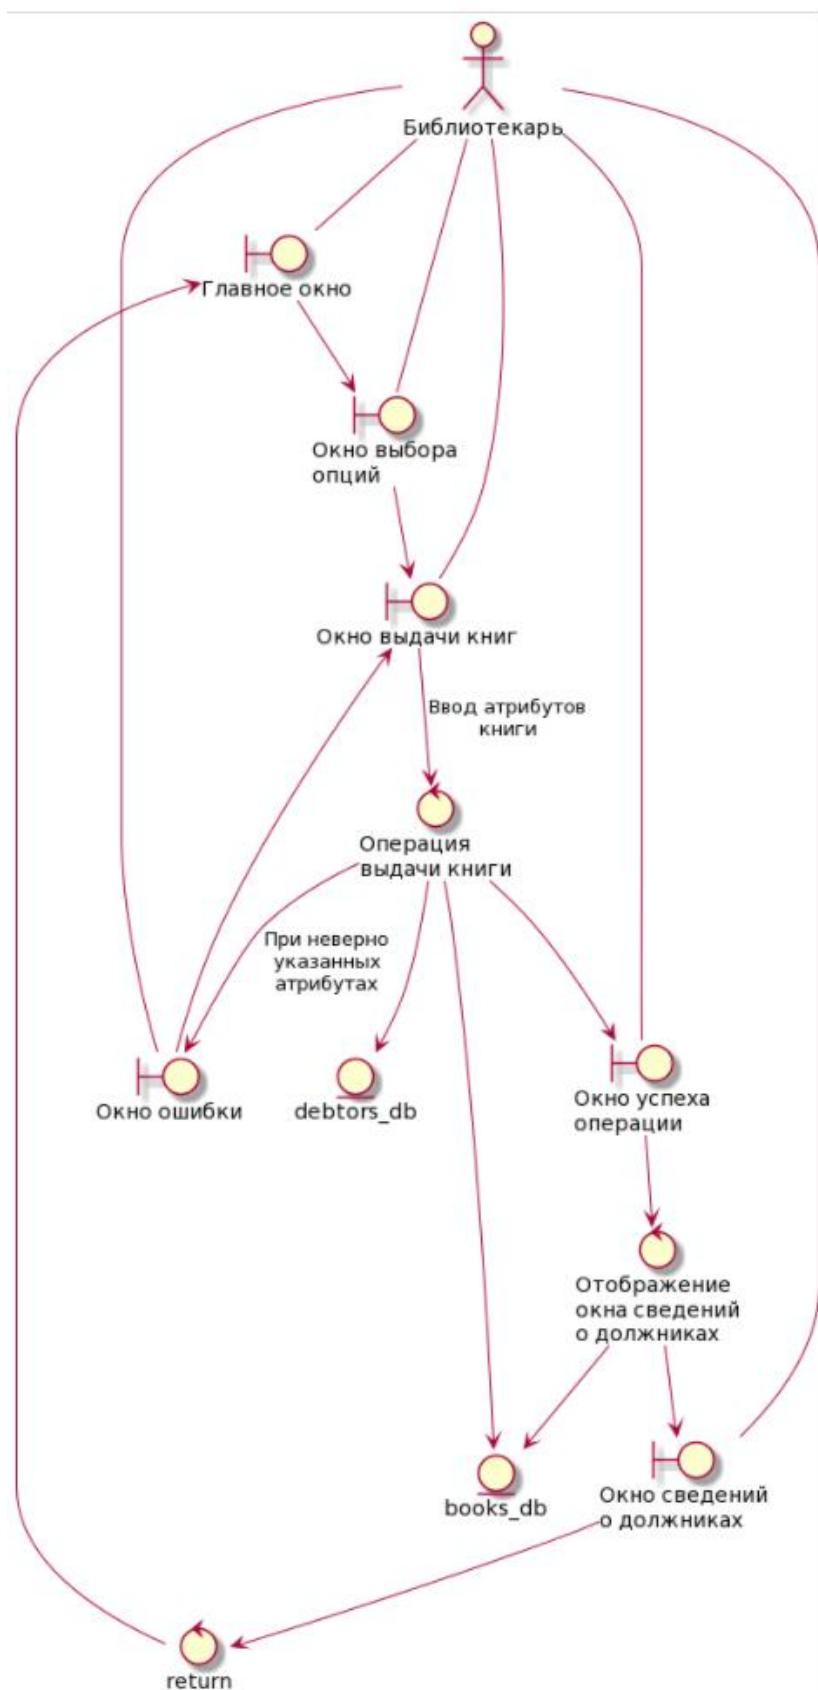 Библиотекарь
Главное окно
Окно выбора
опций
Окно выдачи книг
Ввод атрибутов
книги
Операция
выдачи книги
При неверно
указанных
атрибутах
Окно ошибки
debtors_db
Окно успеха
операции
Отображение
окна сведений
о должниках
books_db
Окно сведений
о должниках
return